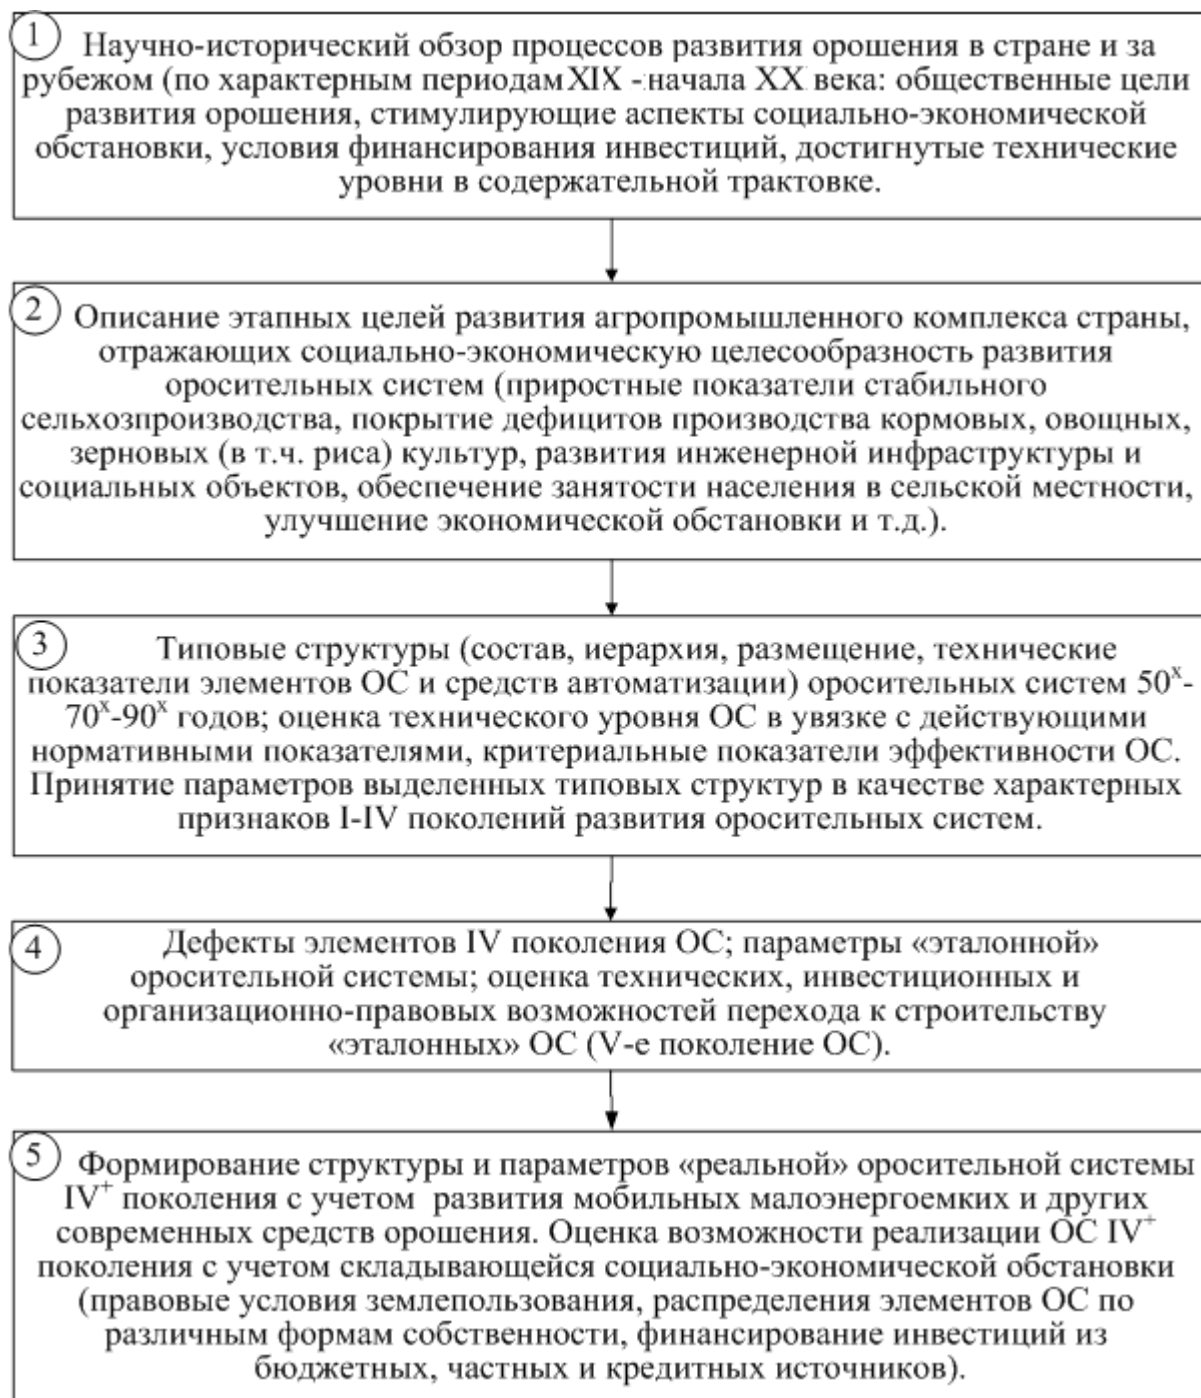 1
Научно-исторический обзор процессов развития орошения в стране и за
рубежом (по характерным периодам XIX - начала XX века: общественные цели
развития орошения, стимулирующие аспекты социально-экономической
обстановки, условия финансирования инвестиций, достигнутые технические
уровни в содержательной трактовке.
2
Описание этапных целей развития агропромышленного комплекса страны,
отражающих социально-экономическую целесообразность развития
оросительных систем (приростные показатели стабильного
сельхозпроизводства, покрытие дефицитов производства кормовых, овощных,
зерновых (в т.ч. риса) культур, развития инженерной инфраструктуры и
социальных объектов, обеспечение занятости населения в сельской местности,
улучшение экономической обстановки и т.д.).
3
Типовые структуры (состав, иерархия, размещение, технические
показатели элементов ОС и средств автоматизации) оросительных систем 50ˣ-
70ˣ-90ˣ годов; оценка технического уровня ОС в увязке с действующими
нормативными показателями, критериальные показатели эффективности ОС.
Принятие параметров выделенных типовых структур в качестве характерных
признаков I-IV поколений развития оросительных систем.
4
Дефекты элементов IV поколения ОС; параметры «эталонной»
оросительной системы; оценка технических, инвестиционных и
организационно-правовых возможностей перехода к строительству
«эталонных» ОС (V-е поколение ОС).
5
Формирование структуры и параметров «реальной» оросительной системы
IV⁺ поколения с учетом развития мобильных малоэнергоемких и других
современных средств орошения. Оценка возможности реализации ОС IV⁺
поколения с учетом складывающейся социально-экономической обстановки
(правовые условия землепользования, распределения элементов ОС по
различным формам собственности, финансирование инвестиций из
бюджетных, частных и кредитных источников).